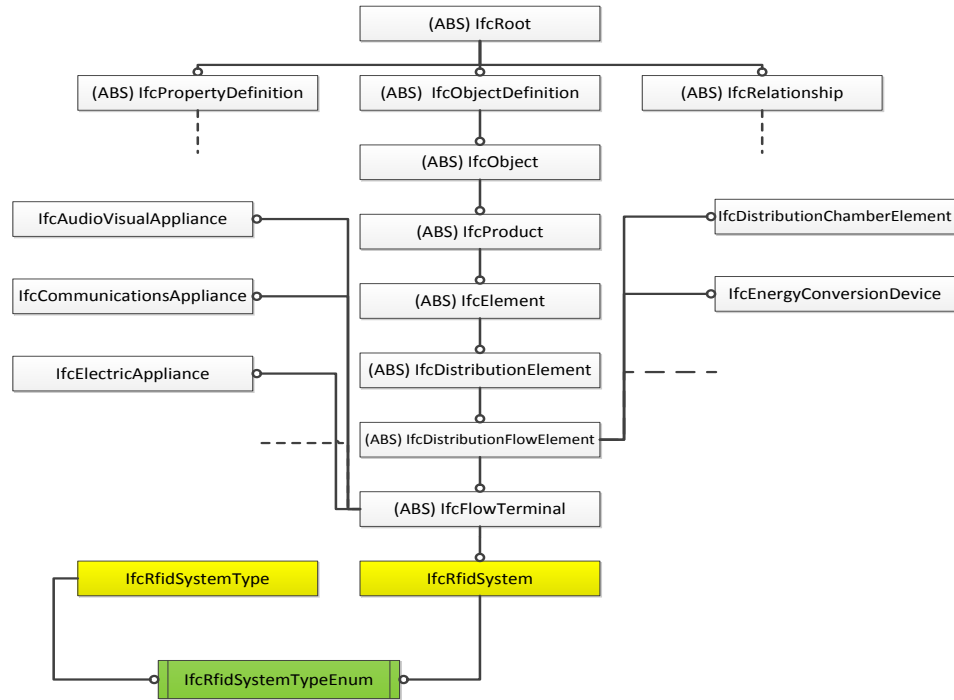 (ABS) IfcRoot
(ABS) IfcPropertyDefinition
(ABS) IfcObjectDefinition
(ABS) IfcRelationship
(ABS) IfcObject
IfcAudioVisualAppliance
(ABS) IfcProduct
IfcDistributionChamberElement
IfcCommunicationsAppliance
(ABS) IfcElement
IfcEnergyConversionDevice
IfcElectricAppliance
(ABS) IfcDistributionElement
(ABS) IfcDistributionFlowElement
(ABS) IfcFlowTerminal
IfcRfidSystemType
IfcRfidSystem
IfcRfidSystemTypeEnum